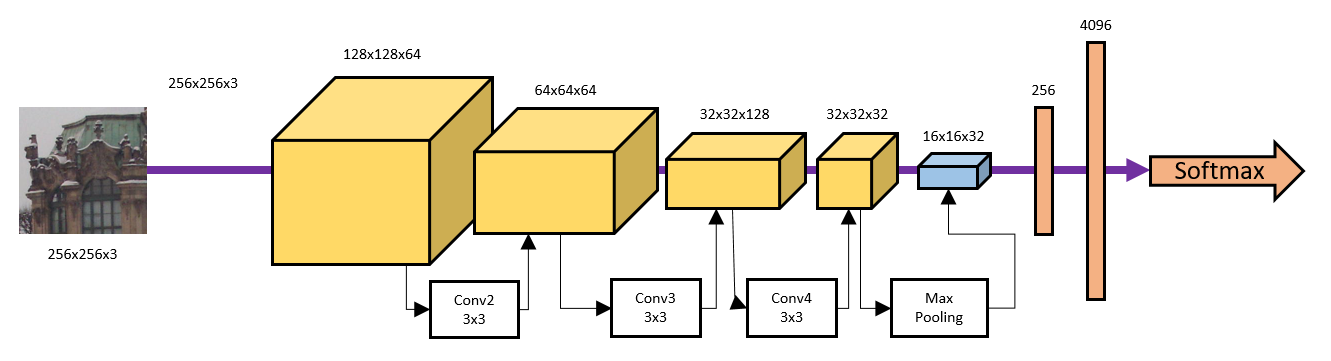 256x256x3
256x256x3
128x128x64
64x64x64
32x32x128
32x32x32
16x16x32
256
4096
Softmax
Conv2
3x3
Conv3
3x3
Conv4
3x3
Max
Pooling